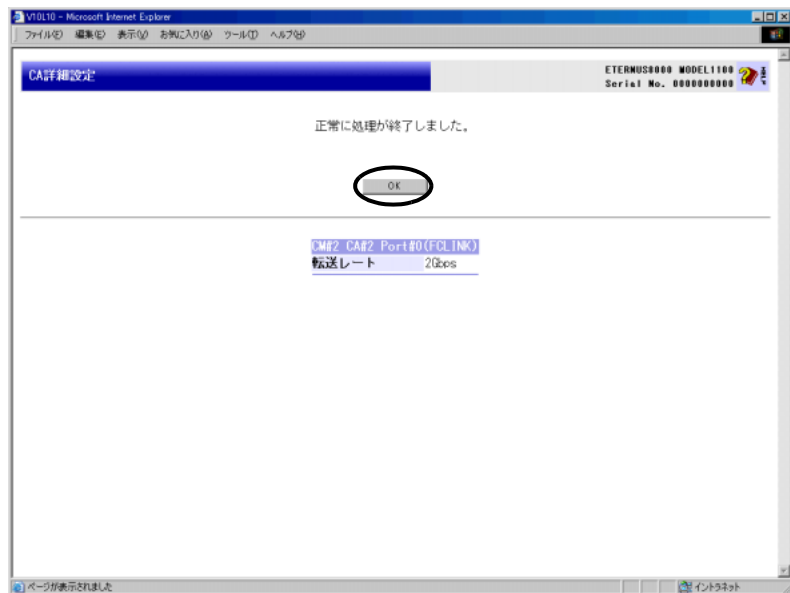 V10L10 - Microsoft Internet Explorer
ファイル(F) 編集(E) 表示(V) お気に入り(A) ツール(T) ヘルプ(H)
CA詳細設定
ETERNUS8000 MODEL1100
Serial No. 0000000000
ヘルプ
正常に処理が終了しました。
OK
CM#2 CA#2 Port#0(FCLINK)
転送レート 2Gbps
ページが表示されました
イントラネット